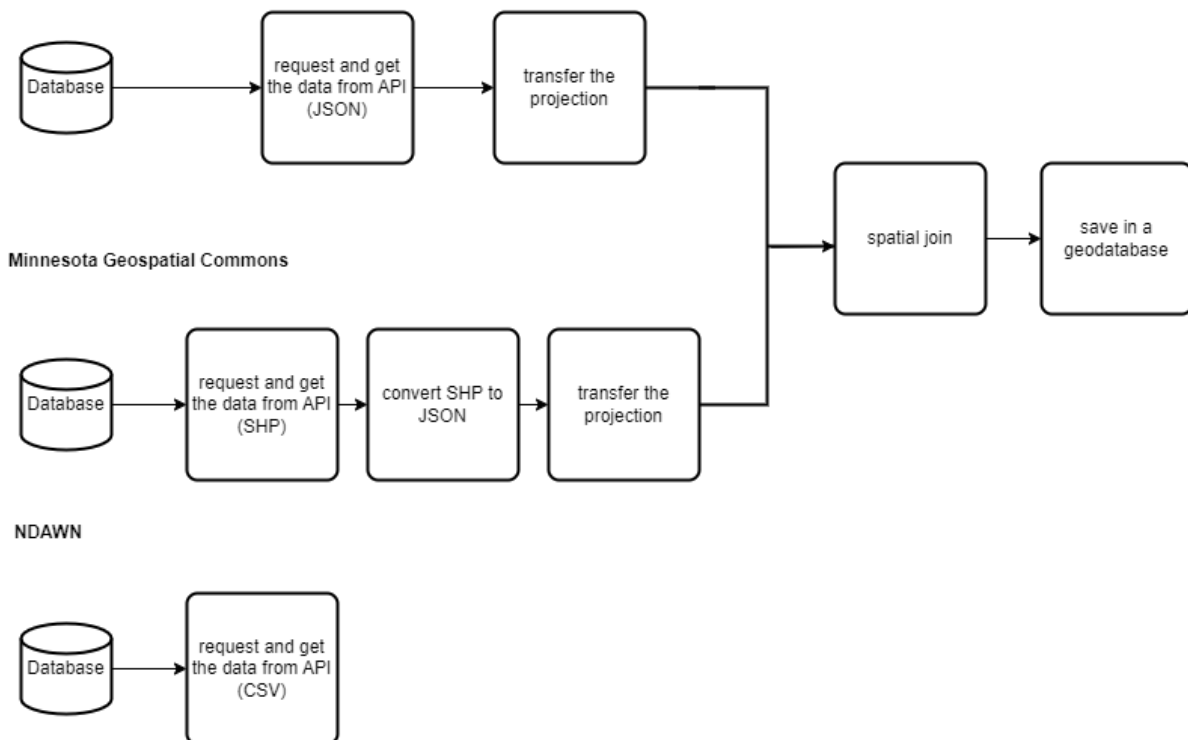 Database
request and get
the data from API
(JSON)
transfer the
projection
spatial join
save in a
geodatabase
Minnesota Geospatial Commons
Database
request and get
the data from API
(SHP)
convert SHP to
JSON
transfer the
projection
NDAWN
Database
request and get
the data from API
(CSV)